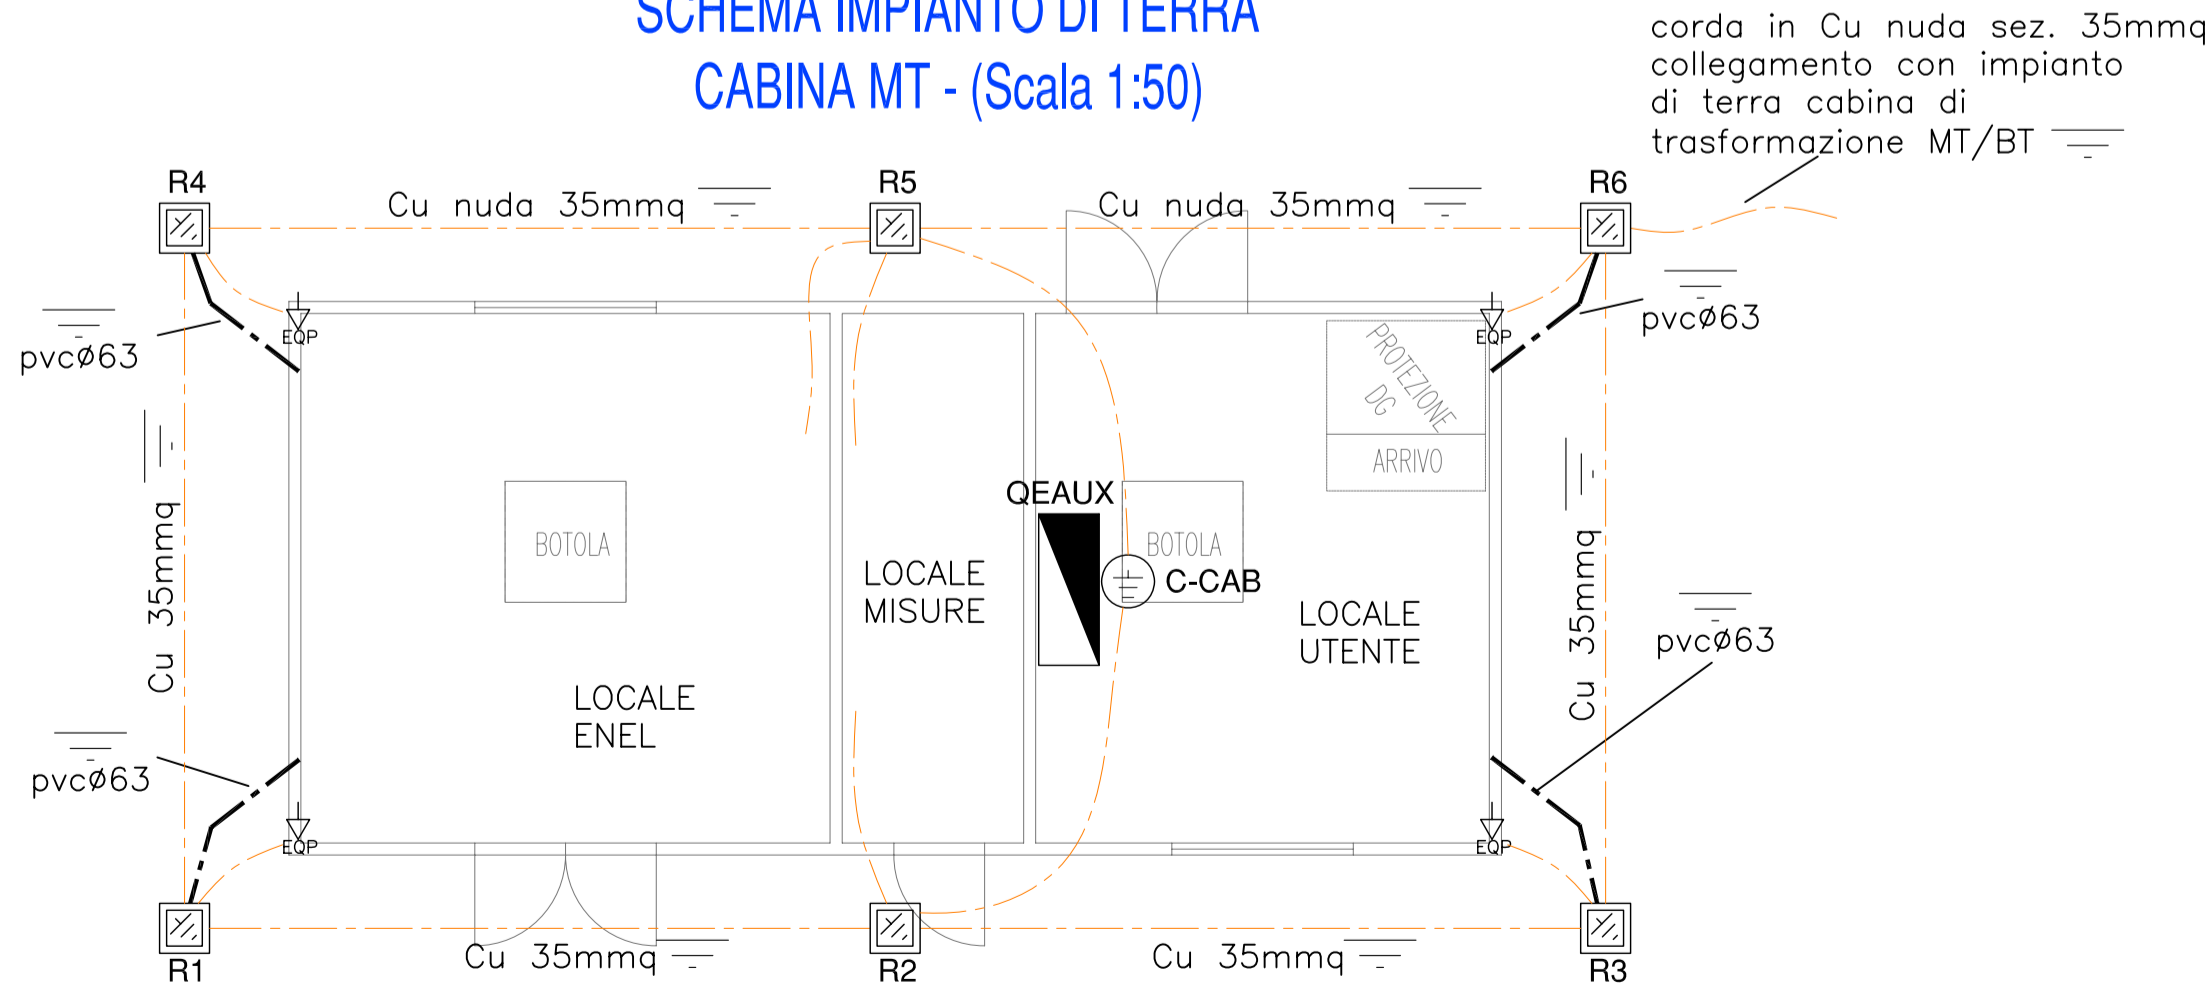 SCHEMA IMPIANTO DI TERRA
CABINA MT - (Scala 1:50)
corda in Cu nuda sez. 35mmq
collegamento con impianto
di terra cabina di
trasformazione MT/BT
R4
R5
R6
Cu nuda 35mmq
Cu nuda 35mmq
pvcø63
pvcø63
EQP
EQP
PROTEZIONE
DG
ARRIVO
Cu 35mmq
Cu 35mmq
QEAUX
BOTOLA
BOTOLA
C-CAB
LOCALE
MISURE
LOCALE
UTENTE
LOCALE
ENEL
pvcø63
pvcø63
EQP
EQP
Cu 35mmq
Cu 35mmq
R1
R2
R3